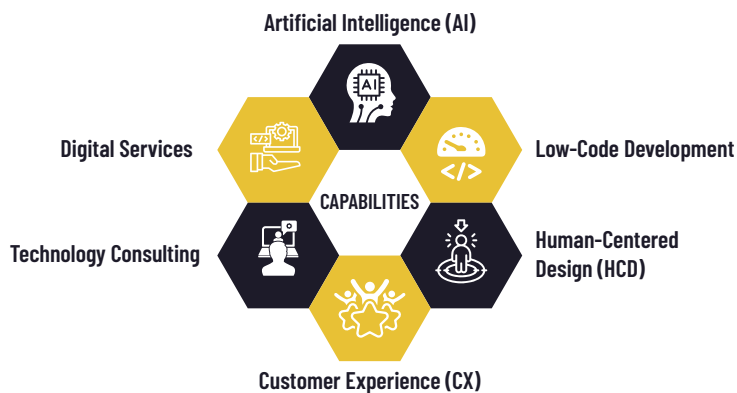 Artificial Intelligence (AI)
AI
Digital Services
</>
Low-Code Development
</>
CAPABILITIES
Technology Consulting
Human-Centered
Design (HCD)
Customer Experience (CX)